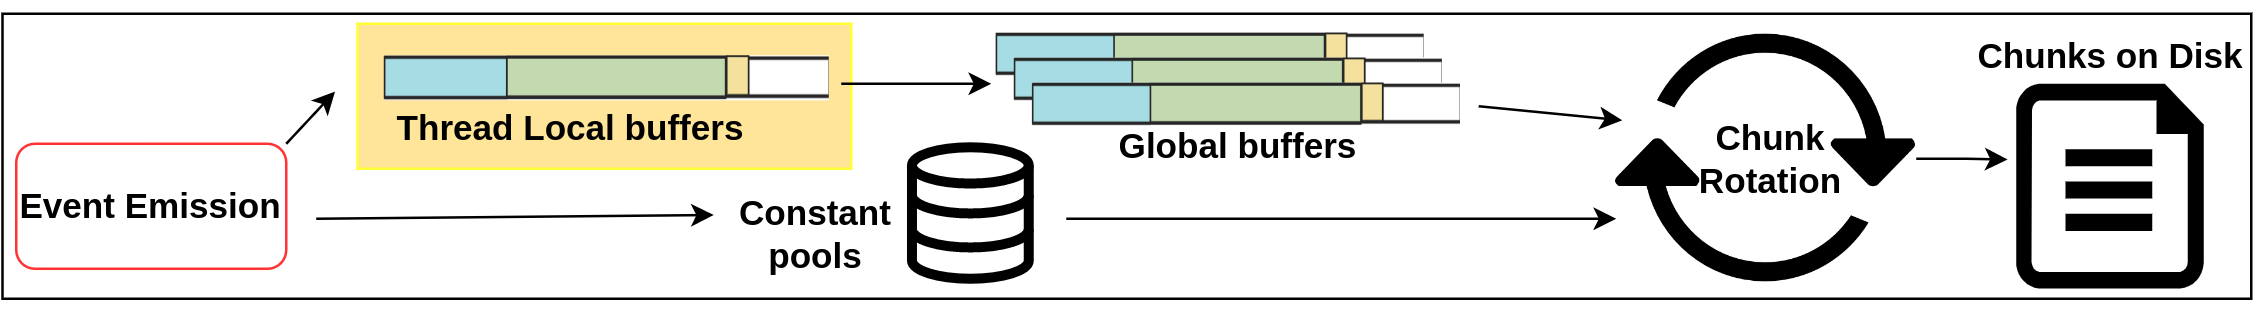 Event Emission
Thread Local buffers
Constant
pools
Global buffers
Chunk
Rotation
Chunks on Disk